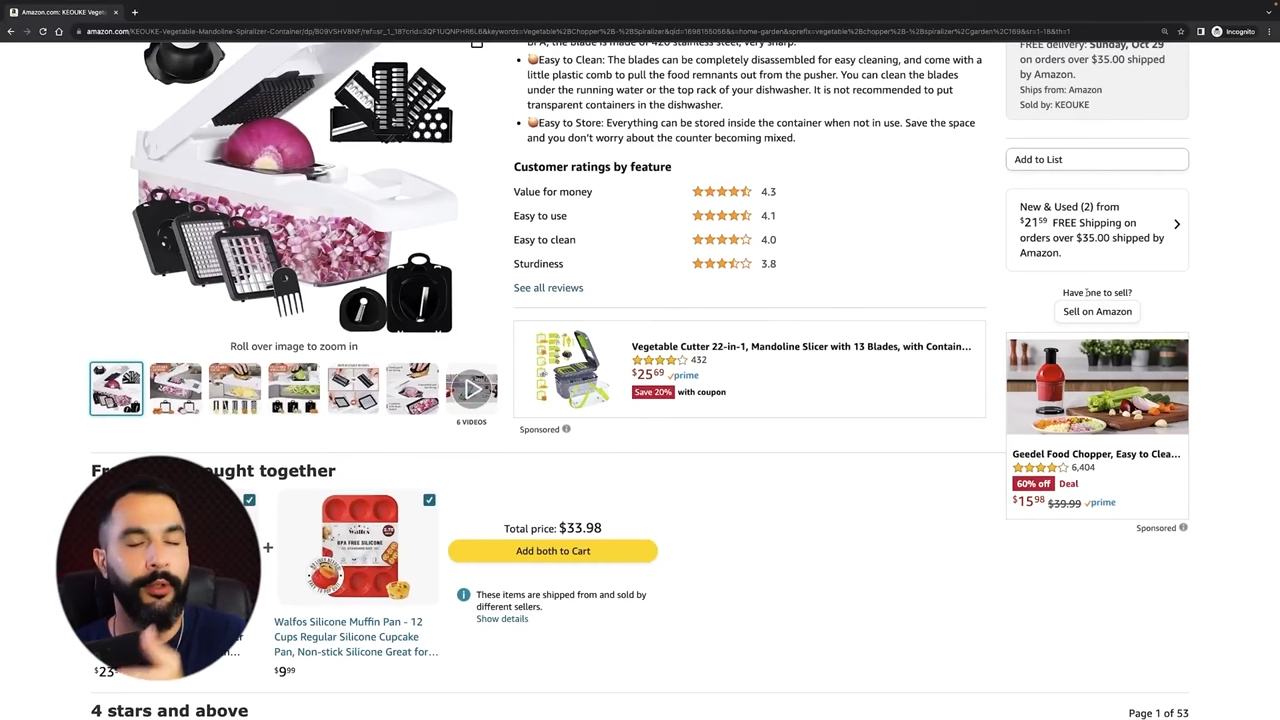 Amazon.com: KEOUKE Vegeta
Incognito
BPA, the blade is made of 420 stainless steel, very sharp.
Easy to Clean: The blades can be completely disassembled for easy cleaning, and come with a
little plastic comb to pull the food remnants out from the pusher. You can clean the blades
under the running water or the top rack of your dishwasher. It is not recommended to put
transparent containers in the dishwasher.
Easy to Store: Everything can be stored inside the container when not in use. Save the space
and you don't worry about the counter becoming mixed.
Customer ratings by feature
Value for money 4.3
Easy to use 4.1
Easy to clean 4.0
Sturdiness 3.8
See all reviews
Roll over image to zoom in
6 VIDEOS
Vegetable Cutter 22-in-1, Mandoline Slicer with 13 Blades, with Contain...
432
$25 69 prime
Save 20% with coupon
Sponsored
FREE delivery: Sunday, Oct 29
on orders over $35.00 shipped
by Amazon.
Ships from: Amazon
Sold by: KEOUKE
Add to List
New & Used (2) from
$21 59 FREE Shipping on
orders over $35.00 shipped by
Amazon.
Have one to sell?
Sell on Amazon
Geedel Food Chopper, Easy to Clea...
6,404
60% off Deal
$15 98 $39.99 prime
Sponsored
ought together
Walfos
BPA FREE SILICONE
Total price: $33.98
Add both to Cart
These items are shipped from and sold by
different sellers.
Show details
Walfos Silicone Muffin Pan - 12
Cups Regular Silicone Cupcake
Pan, Non-stick Silicone Great for...
$23
$9 99
4 stars and above
Page 1 of 53